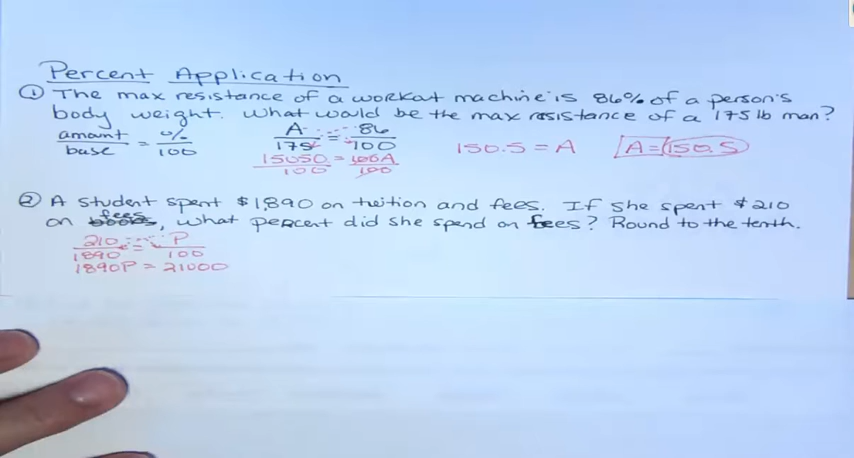 Percent Application
① The max resistance of a workout machine is 86% of a person's
body weight. What would be the max resistance of a 175 lb man?
amount/base = %/100 A/175 = 86/100 150.5 = A A = 150.5
15050/100 = 100A/100
② A student spent $1890 on tuition and fees. If she spent $210
on fees, what percent did she spend on fees? Round to the tenth.
210/1890 = P/100
1890P = 21000